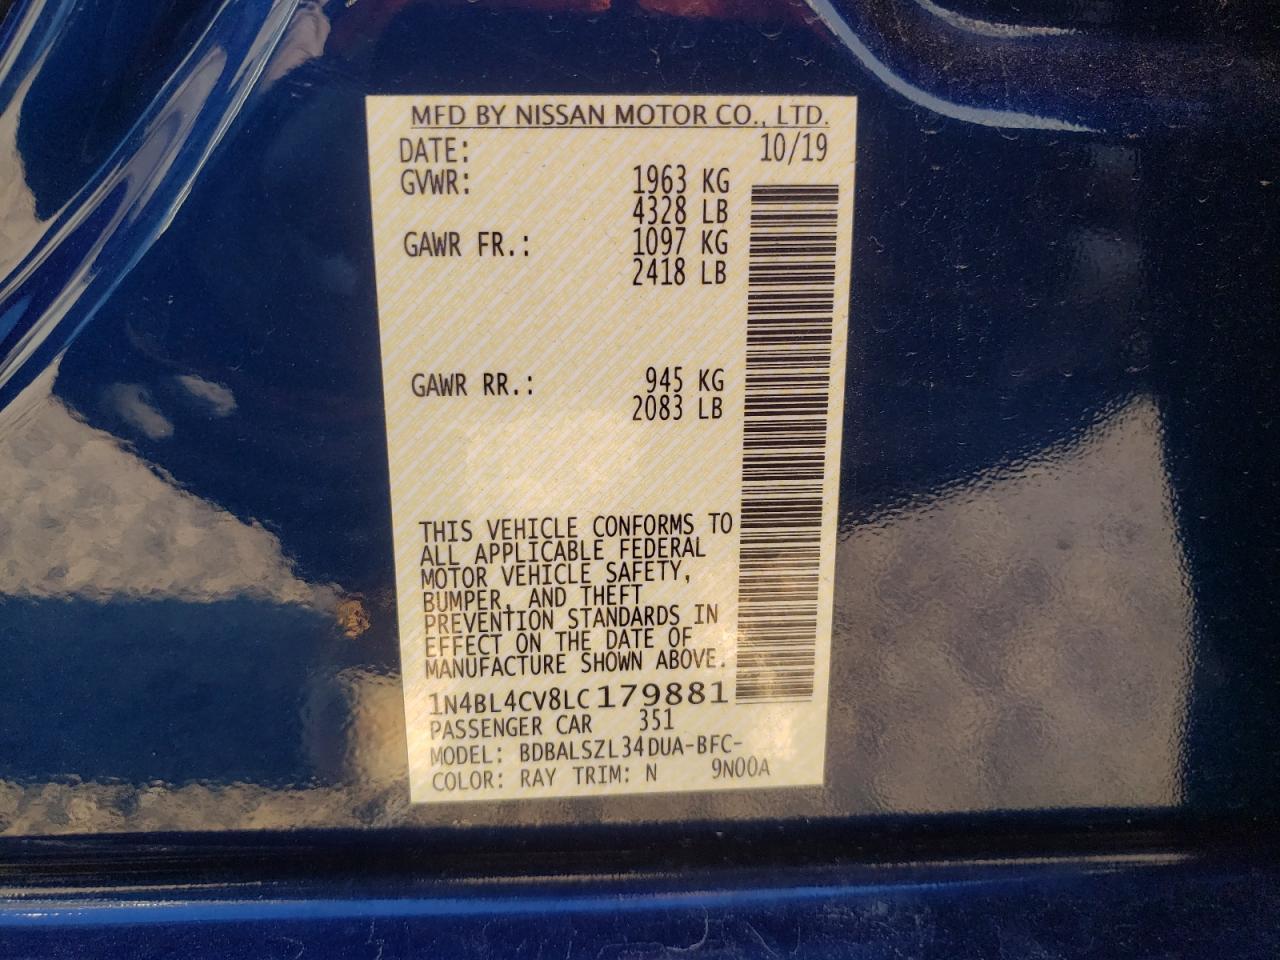 MFD BY NISSAN MOTOR CO., LTD.
DATE: 10/19
GVWR: 1963 KG
4328 LB
GAWR FR.: 1097 KG
2418 LB
GAWR RR.: 945 KG
2083 LB
THIS VEHICLE CONFORMS TO
ALL APPLICABLE FEDERAL
MOTOR VEHICLE SAFETY,
BUMPER, AND THEFT
PREVENTION STANDARDS IN
EFFECT ON THE DATE OF
MANUFACTURE SHOWN ABOVE.
1N4BL4CV8LC179881
PASSENGER CAR 351
MODEL: BDBALSZL34DUA-BFC-
COLOR: RAY TRIM: N 9N00A